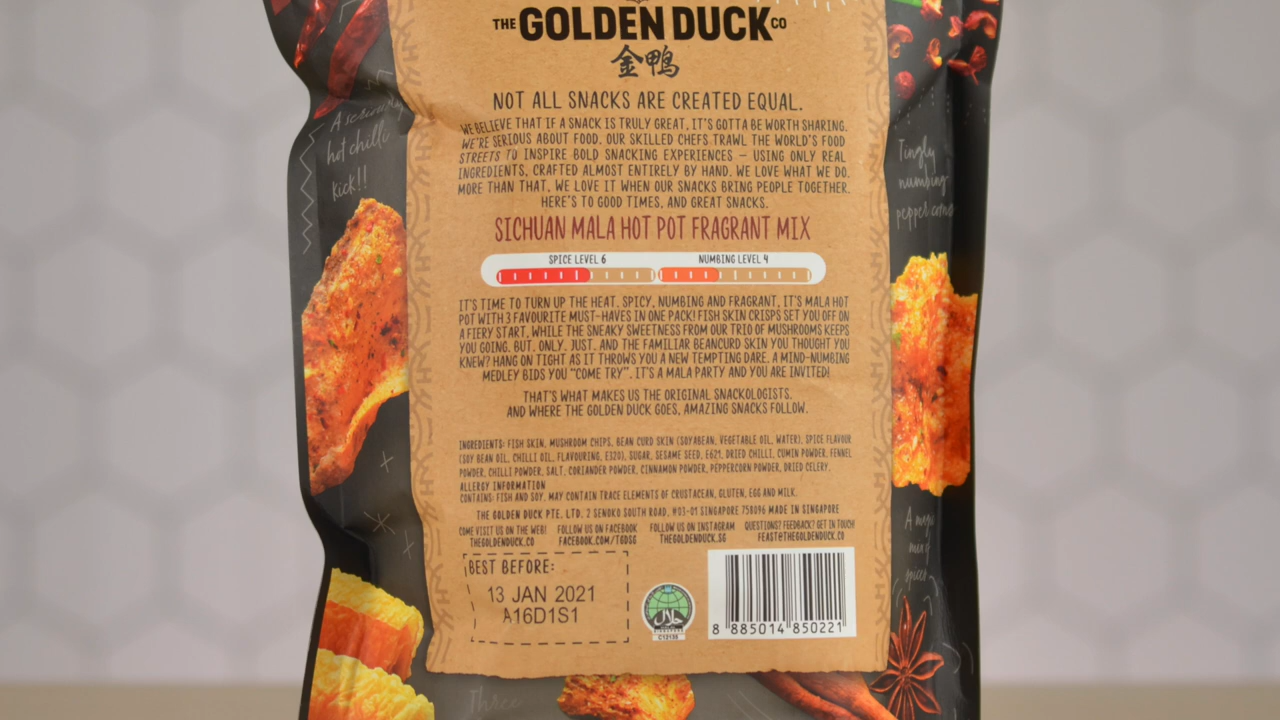 THE GOLDEN DUCK CO
金鴨
NOT ALL SNACKS ARE CREATED EQUAL.
WE BELIEVE THAT IF A SNACK IS TRULY GREAT, IT'S GOTTA BE WORTH SHARING.
WE'RE SERIOUS ABOUT FOOD. OUR SKILLED CHEFS TRAWL THE WORLD'S FOOD
STREETS TO INSPIRE BOLD SNACKING EXPERIENCES – USING ONLY REAL
INGREDIENTS, CRAFTED ALMOST ENTIRELY BY HAND. WE LOVE WHAT WE DO.
MORE THAN THAT, WE LOVE IT WHEN OUR SNACKS BRING PEOPLE TOGETHER.
HERE'S TO GOOD TIMES, AND GREAT SNACKS.
SICHUAN MALA HOT POT FRAGRANT MIX
SPICE LEVEL 6 NUMBING LEVEL 4
IT'S TIME TO TURN UP THE HEAT. SPICY, NUMBING AND FRAGRANT, IT'S MALA HOT
POT WITH 3 FAVOURITE MUST-HAVES IN ONE PACK! FISH SKIN CRISPS SET YOU OFF ON
A FIERY START, WHILE THE SNEAKY SWEETNESS FROM OUR TRIO OF MUSHROOMS KEEPS
YOU GOING. BUT. ONLY. JUST. AND THE FAMILIAR BEANCURD SKIN YOU THOUGHT YOU
KNEW? HANG ON TIGHT AS IT THROWS YOU A NEW TEMPTING DARE. A MIND-NUMBING
MEDLEY BIDS YOU "COME TRY". IT'S A MALA PARTY AND YOU ARE INVITED!
THAT'S WHAT MAKES US THE ORIGINAL SNACKOLOGISTS.
AND WHERE THE GOLDEN DUCK GOES, AMAZING SNACKS FOLLOW.
INGREDIENTS: FISH SKIN, MUSHROOM CHIPS, BEAN CURD SKIN (SOYABEAN, VEGETABLE OIL, WATER), SPICE FLAVOUR
(SOY BEAN OIL, CHILLI OIL, FLAVOURING, E320), SUGAR, SESAME SEED, E621, DRIED CHILLI, CUMIN POWDER, FENNEL
POWDER, CHILLI POWDER, SALT, CORIANDER POWDER, CINNAMON POWDER, PEPPERCORN POWDER, DRIED CELERY.
ALLERGY INFORMATION
CONTAINS: FISH AND SOY. MAY CONTAIN TRACE ELEMENTS OF CRUSTACEAN, GLUTEN, EGG AND MILK.
THE GOLDEN DUCK PTE. LTD. 2 SENOKO SOUTH ROAD, #03-01 SINGAPORE 758096 MADE IN SINGAPORE
COME VISIT US ON THE WEB! FOLLOW US ON FACEBOOK FOLLOW US ON INSTAGRAM QUESTIONS? FEEDBACK? GET IN TOUCH!
THEGOLDENDUCK.CO FACEBOOK.COM/TGDSG THEGOLDENDUCK.SG FEAST@THEGOLDENDUCK.CO
BEST BEFORE:
13 JAN 2021
A16D1S1
حلال
SINGAPORE
8 885014 850221
hot chilli
kick!!
Tingly
numbing
Three